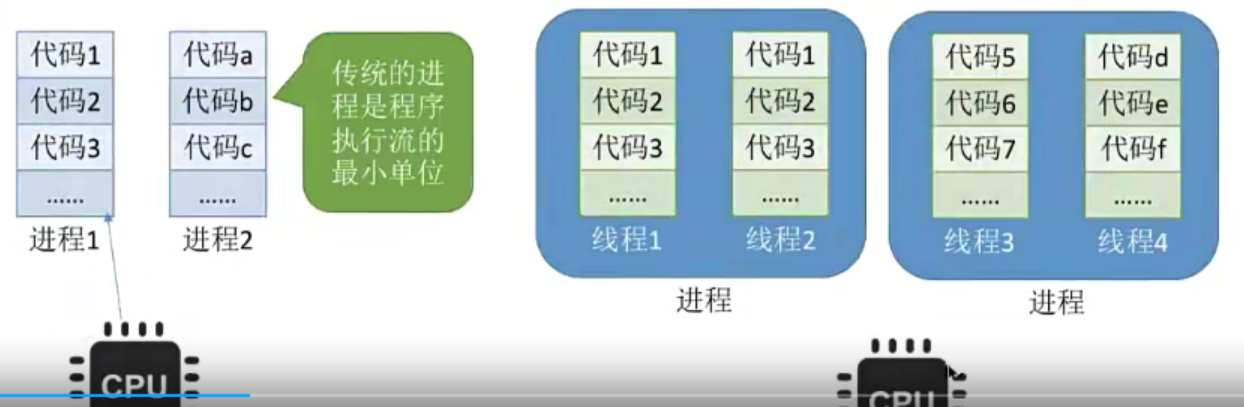 代码1
代码2
代码3
……
进程1
代码a
代码b
代码c
……
进程2
传统的进
程是程序
执行流的
最小单位
CPU
代码1
代码2
代码3
……
线程1
代码1
代码2
代码3
……
线程2
进程
代码5
代码6
代码7
……
线程3
代码d
代码e
代码f
……
线程4
进程
CPU